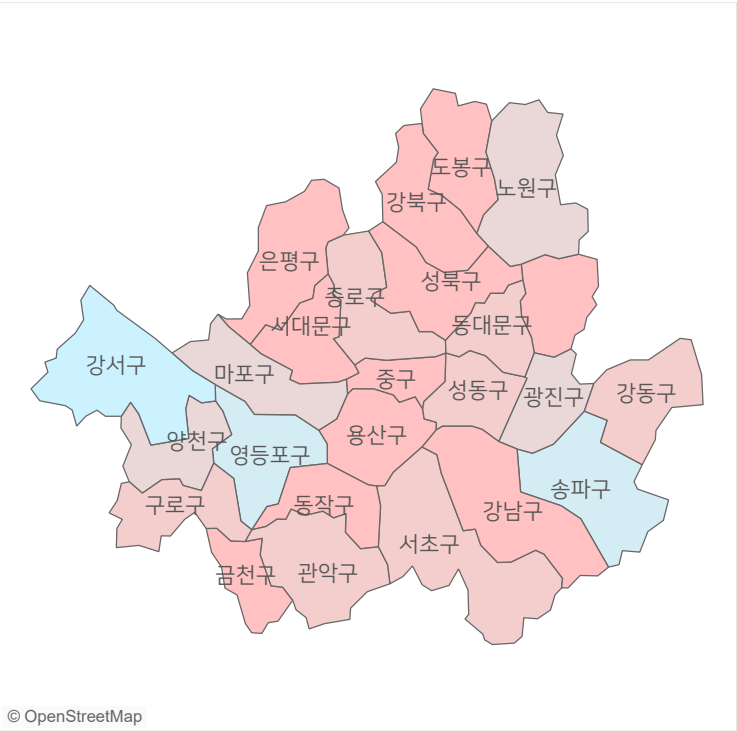 도봉구
노원구
강북구
은평구
성북구
종로구
서대문구
동대문구
강서구
마포구
중구
성동구
광진구
강동구
양천구
영등포구
용산구
송파구
구로구
동작구
강남구
서초구
금천구
관악구
© OpenStreetMap